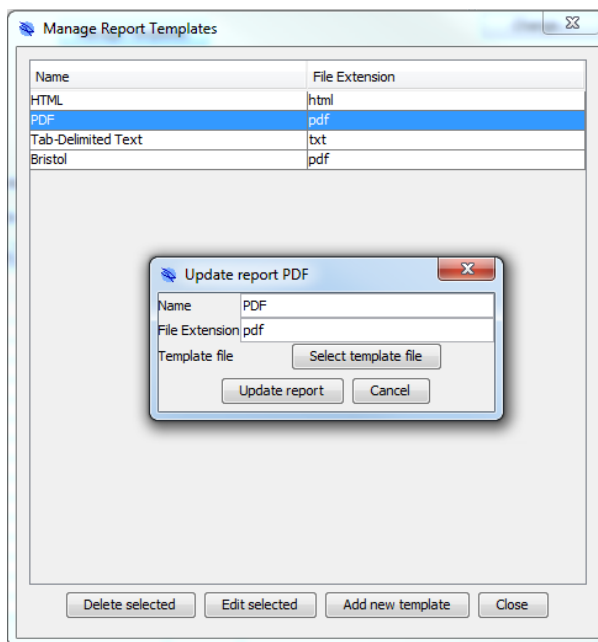 Manage Report Templates
Name File Extension
HTML html
PDF pdf
Tab-Delimited Text txt
Bristol pdf
Update report PDF
Name PDF
File Extension pdf
Template file Select template file
Update report Cancel
Delete selected Edit selected Add new template Close